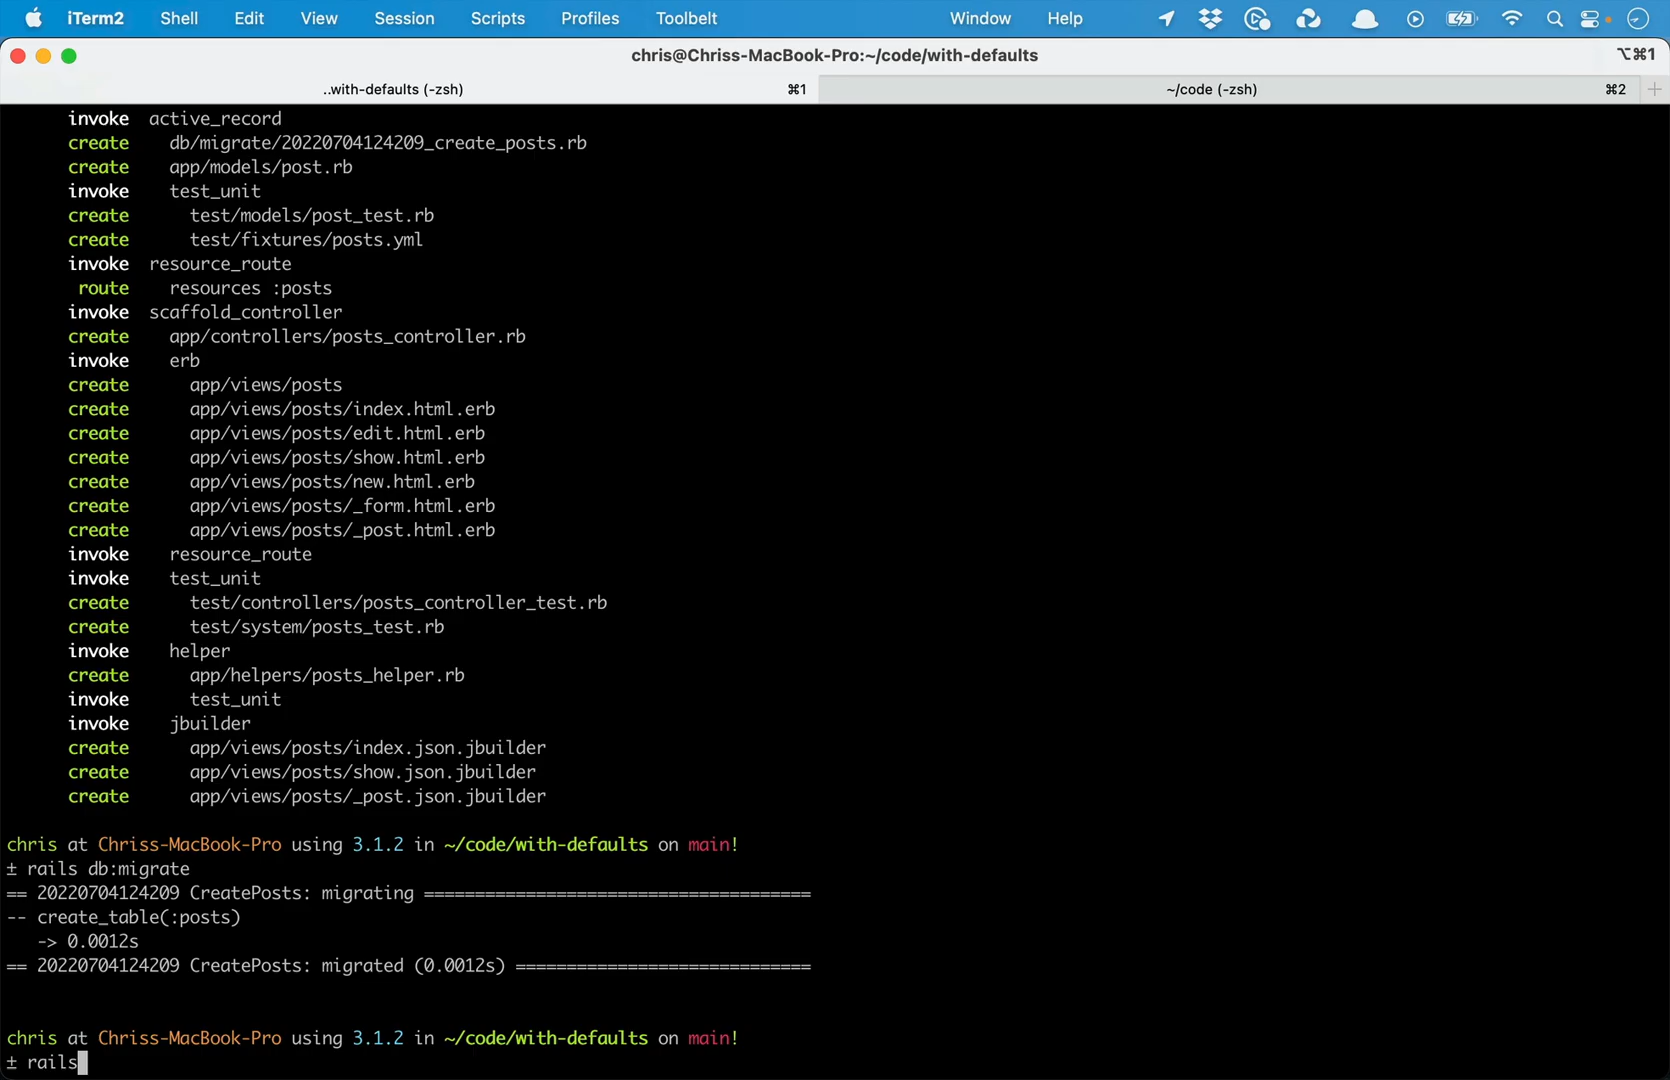 iTerm2 Shell Edit View Session Scripts Profiles Toolbelt Window Help
chris@Chriss-MacBook-Pro:~/code/with-defaults ⌥⌘1
..with-defaults (-zsh) ⌘1 ~/code (-zsh) ⌘2
invoke active_record
create db/migrate/20220704124209_create_posts.rb
create app/models/post.rb
invoke test_unit
create test/models/post_test.rb
create test/fixtures/posts.yml
invoke resource_route
route resources :posts
invoke scaffold_controller
create app/controllers/posts_controller.rb
invoke erb
create app/views/posts
create app/views/posts/index.html.erb
create app/views/posts/edit.html.erb
create app/views/posts/show.html.erb
create app/views/posts/new.html.erb
create app/views/posts/_form.html.erb
create app/views/posts/_post.html.erb
invoke resource_route
invoke test_unit
create test/controllers/posts_controller_test.rb
create test/system/posts_test.rb
invoke helper
create app/helpers/posts_helper.rb
invoke test_unit
invoke jbuilder
create app/views/posts/index.json.jbuilder
create app/views/posts/show.json.jbuilder
create app/views/posts/_post.json.jbuilder
chris at Chriss-MacBook-Pro using 3.1.2 in ~/code/with-defaults on main!
± rails db:migrate
== 20220704124209 CreatePosts: migrating ======================================
-- create_table(:posts)
-> 0.0012s
== 20220704124209 CreatePosts: migrated (0.0012s) =============================
chris at Chriss-MacBook-Pro using 3.1.2 in ~/code/with-defaults on main!
± rails